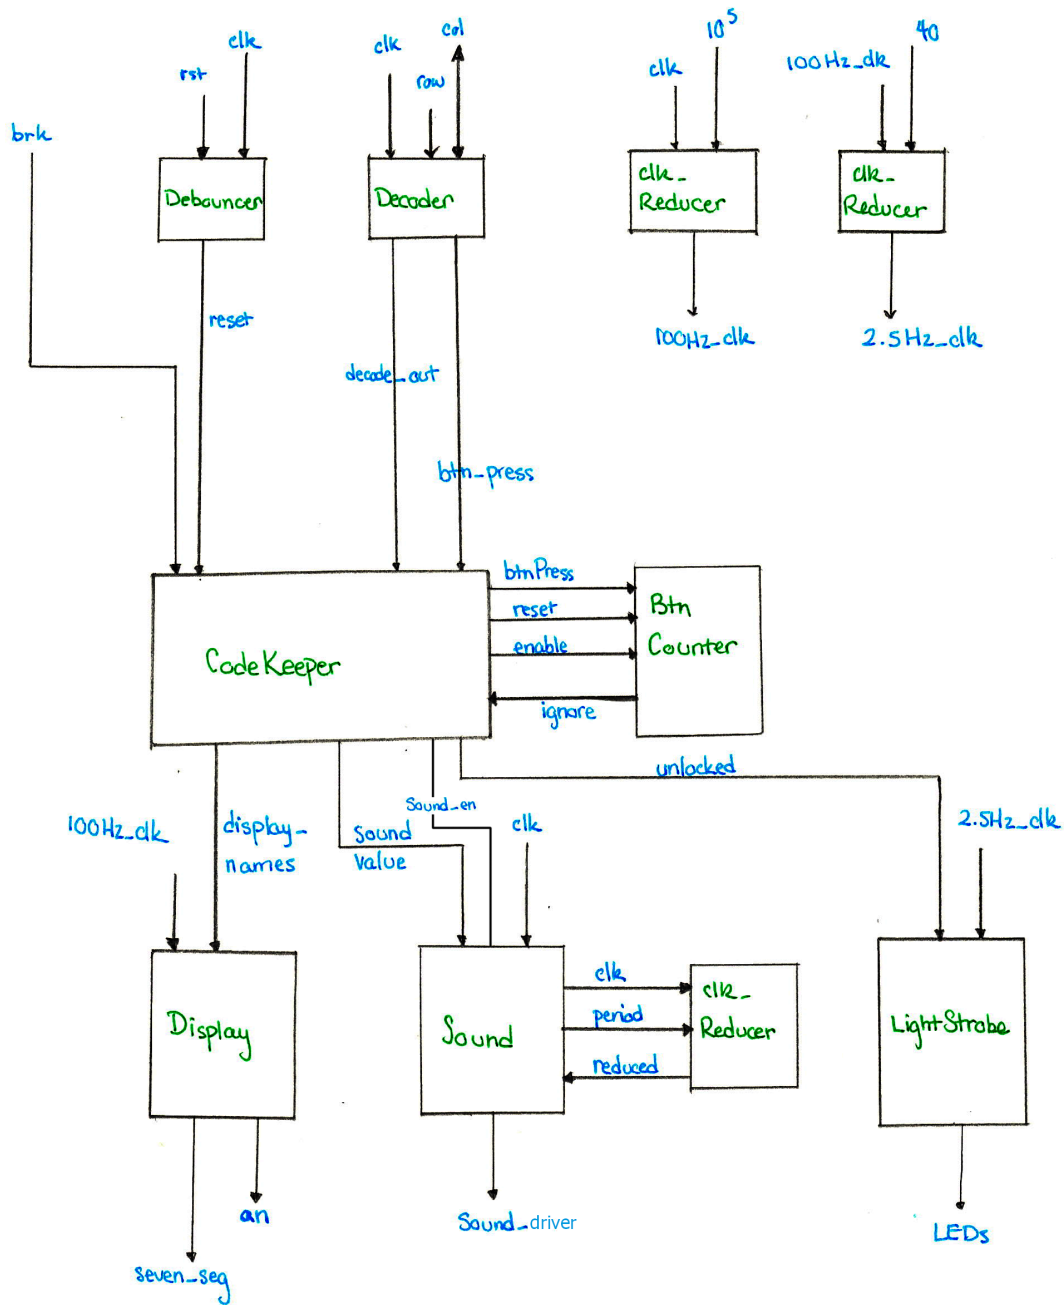 clk
rst
brk
Debouncer
reset
clk
col
row
Decoder
decode_out
btn_press
clk
10^5
clk_
Reducer
100Hz_clk
100Hz_clk
40
clk_
Reducer
2.5Hz_clk
CodeKeeper
btnPress
reset
enable
ignore
Btn
Counter
100Hz_clk
display_
names
Sound
Value
Sound_en
clk
unlocked
2.5Hz_clk
Display
Sound
clk
period
reduced
clk_
Reducer
LightStrobe
an
seven_seg
Sound_driver
LEDs